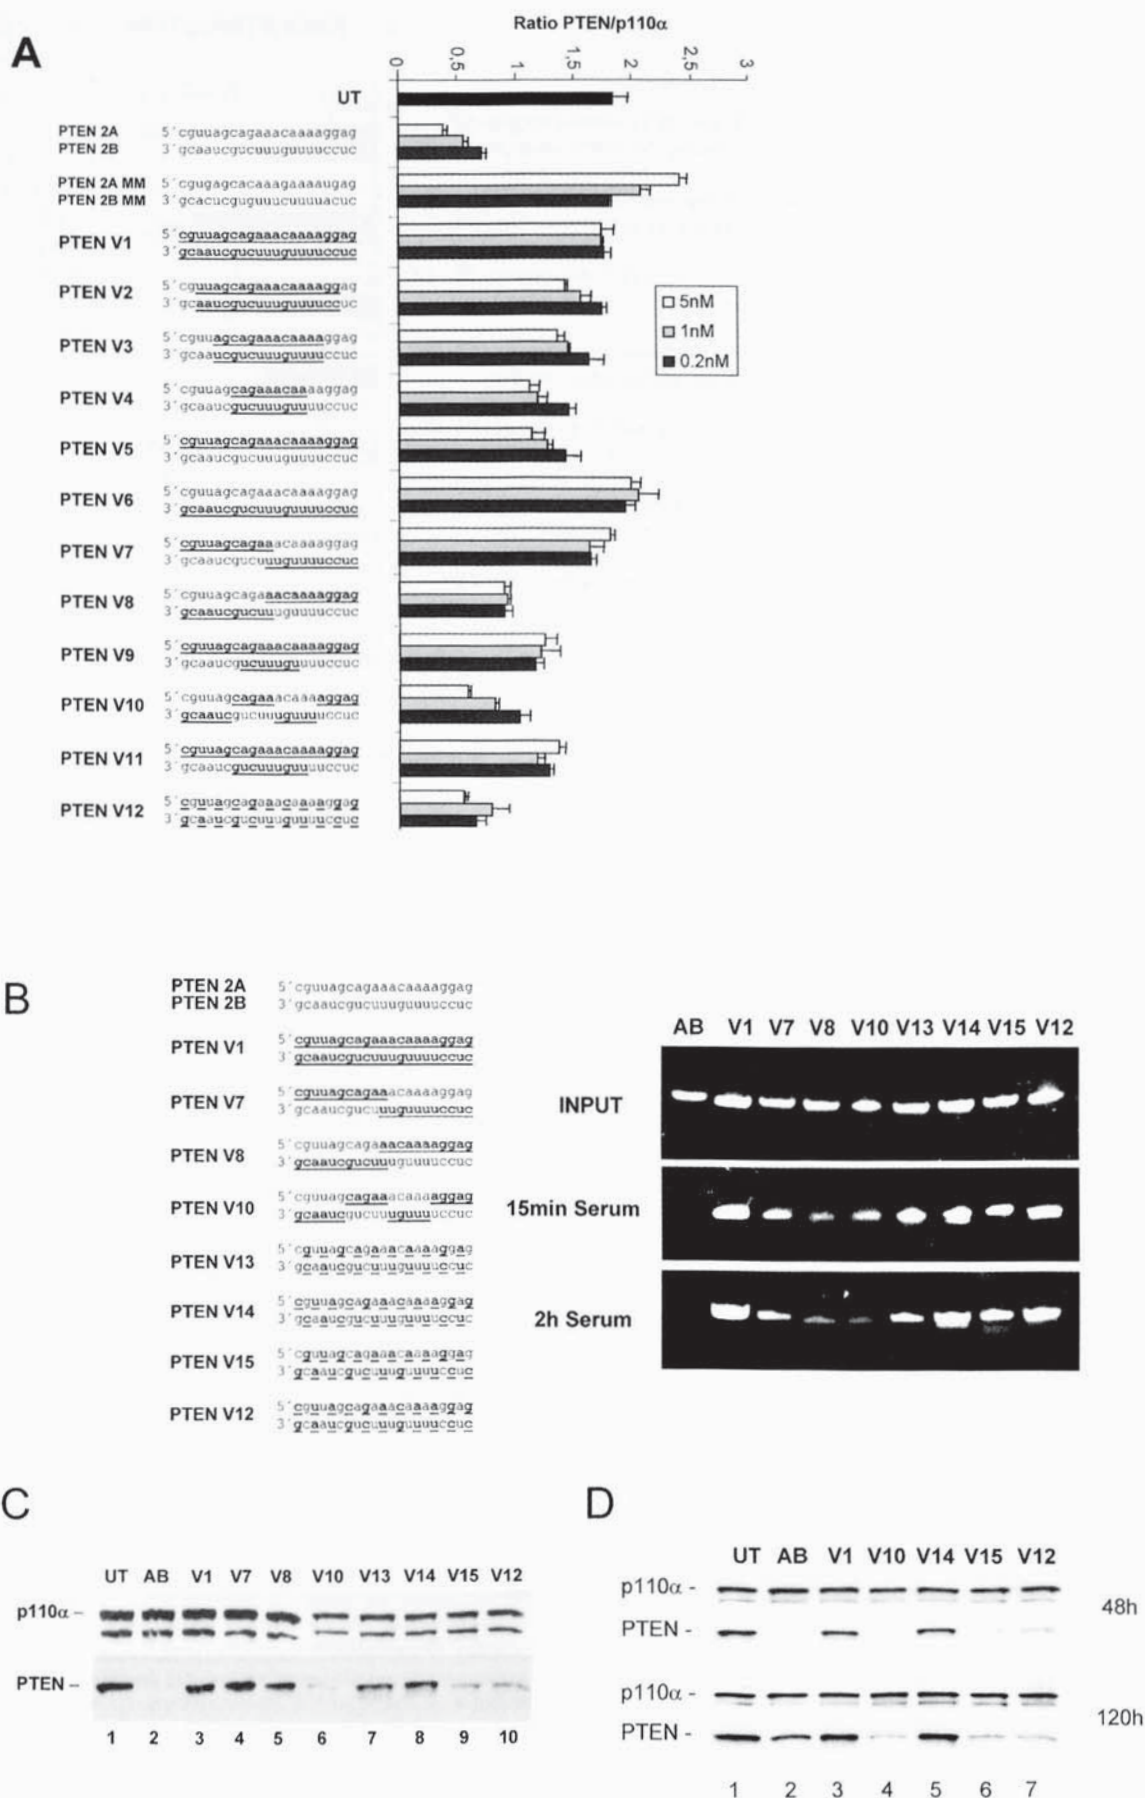 A
Ratio PTEN/p110α
0 0,5 1 1,5 2 2,5 3
UT
PTEN 2A 5´cguuagcagaaacaaaaggag
PTEN 2B 3´gcaaucgucuuuguuuuccuc
PTEN 2A MM 5´cgugagcacaaagaaaaugag
PTEN 2B MM 3´gcacucguguuucuuuuacuc
PTEN V1
5´cguuagcagaaacaaaaggag
3´gcaaucgucuuuguuuuccuc
PTEN V2
5´cguuagcagaaacaaaaggag
3´gcaaucgucuuuguuuuccuc
PTEN V3
5´cguuagcagaaacaaaaggag
3´gcaaucgucuuuguuuuccuc
PTEN V4
5´cguuagcagaaacaaaaggag
3´gcaaucgucuuuguuuuccuc
PTEN V5
5´cguuagcagaaacaaaaggag
3´gcaaucgucuuuguuuuccuc
PTEN V6
5´cguuagcagaaacaaaaggag
3´gcaaucgucuuuguuuuccuc
PTEN V7
5´cguuagcagaaacaaaaggag
3´gcaaucgucuuuguuuuccuc
PTEN V8
5´cguuagcagaaacaaaaggag
3´gcaaucgucuuuguuuuccuc
PTEN V9
5´cguuagcagaaacaaaaggag
3´gcaaucgucuuuguuuuccuc
PTEN V10
5´cguuagcagaaacaaaaggag
3´gcaaucgucuuuguuuuccuc
PTEN V11
5´cguuagcagaaacaaaaggag
3´gcaaucgucuuuguuuuccuc
PTEN V12
5´cguuagcagaaacaaaaggag
3´gcaaucgucuuuguuuuccuc
5nM
1nM
0.2nM
B
PTEN 2A 5´cguuagcagaaacaaaaggag
PTEN 2B 3´gcaaucgucuuuguuuuccuc
PTEN V1
5´cguuagcagaaacaaaaggag
3´gcaaucgucuuuguuuuccuc
PTEN V7
5´cguuagcagaaacaaaaggag
3´gcaaucgucuuuguuuuccuc
PTEN V8
5´cguuagcagaaacaaaaggag
3´gcaaucgucuuuguuuuccuc
PTEN V10
5´cguuagcagaaacaaaaggag
3´gcaaucgucuuuguuuuccuc
PTEN V13
5´cguuagcagaaacaaaaggag
3´gcaaucgucuuuguuuuccuc
PTEN V14
5´cguuagcagaaacaaaaggag
3´gcaaucgucuuuguuuuccuc
PTEN V15
5´cguuagcagaaacaaaaggag
3´gcaaucgucuuuguuuuccuc
PTEN V12
5´cguuagcagaaacaaaaggag
3´gcaaucgucuuuguuuuccuc
AB V1 V7 V8 V10 V13 V14 V15 V12
INPUT
15min Serum
2h Serum
C
UT AB V1 V7 V8 V10 V13 V14 V15 V12
p110α –
PTEN –
1 2 3 4 5 6 7 8 9 10
D
UT AB V1 V10 V14 V15 V12
p110α -
48h
PTEN -
p110α -
120h
PTEN -
1 2 3 4 5 6 7